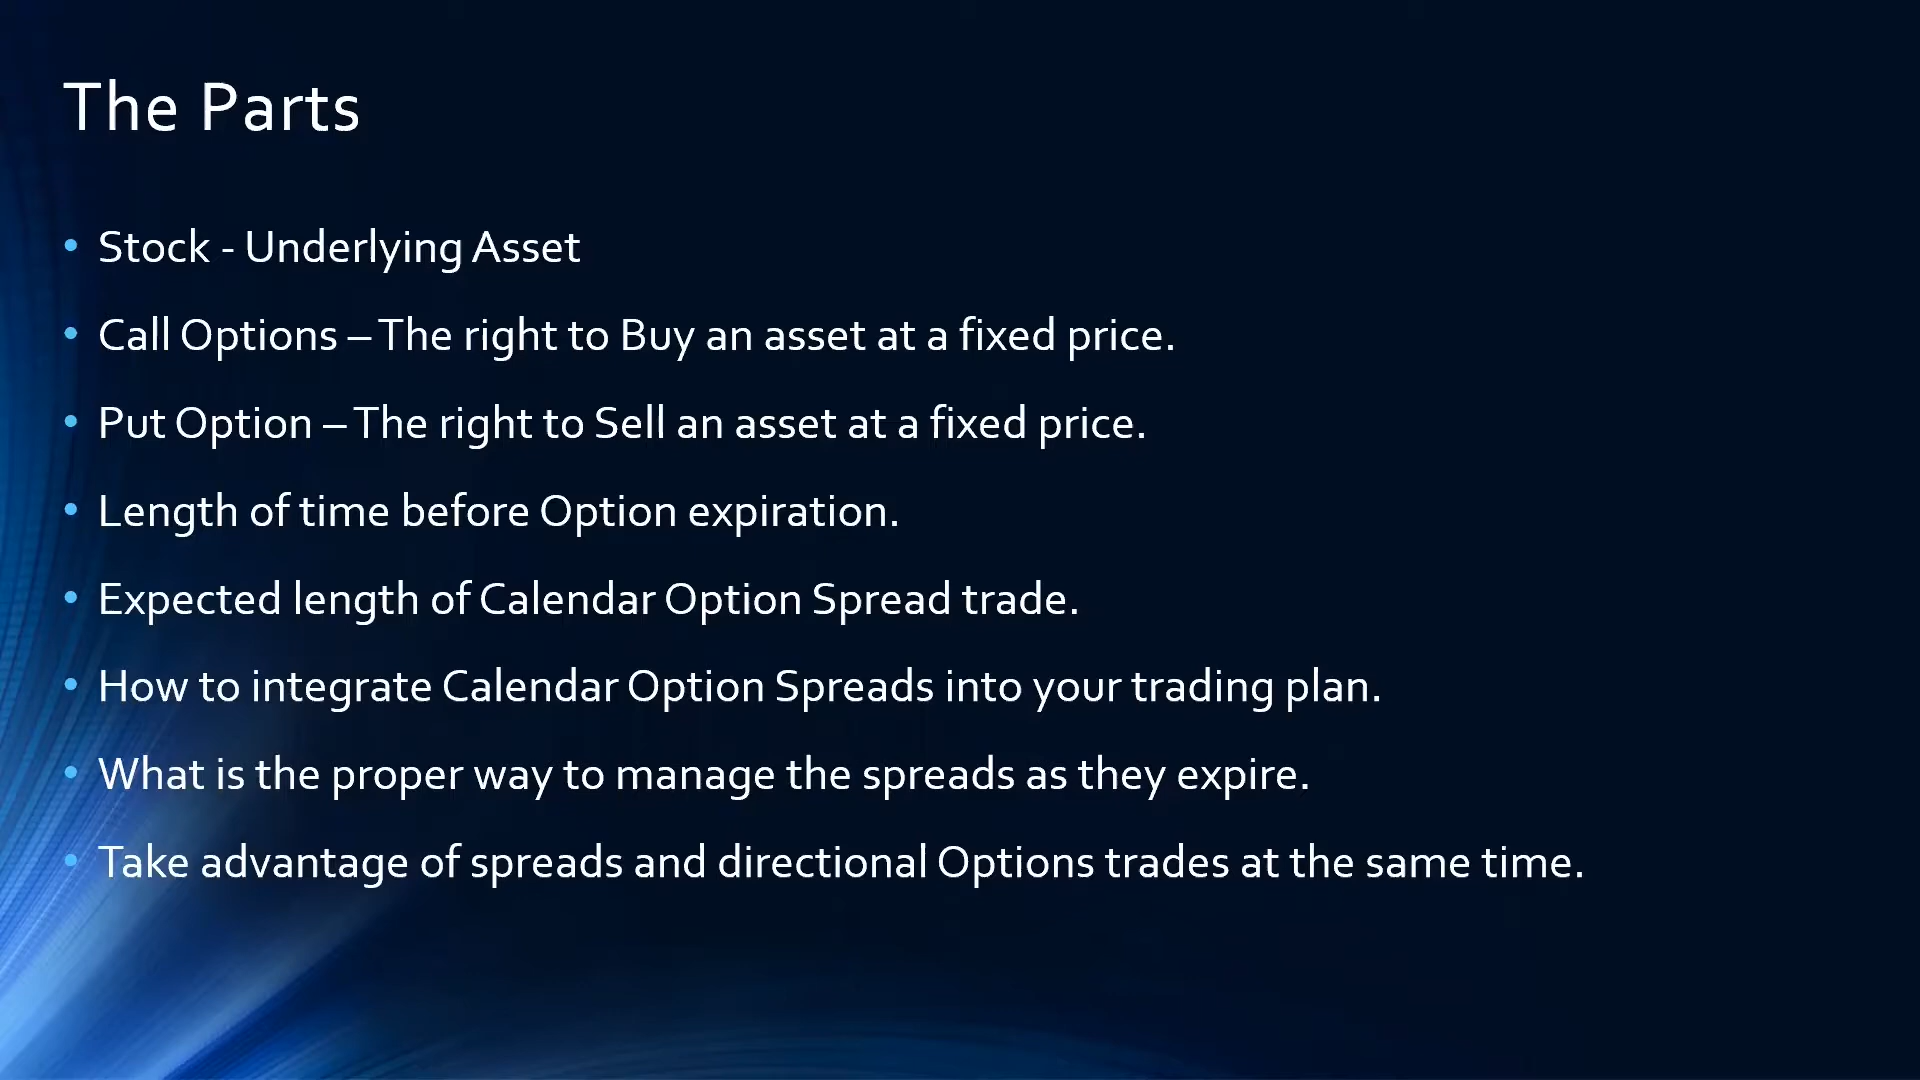 The Parts
• Stock - Underlying Asset
• Call Options – The right to Buy an asset at a fixed price.
• Put Option – The right to Sell an asset at a fixed price.
• Length of time before Option expiration.
• Expected length of Calendar Option Spread trade.
• How to integrate Calendar Option Spreads into your trading plan.
• What is the proper way to manage the spreads as they expire.
• Take advantage of spreads and directional Options trades at the same time.